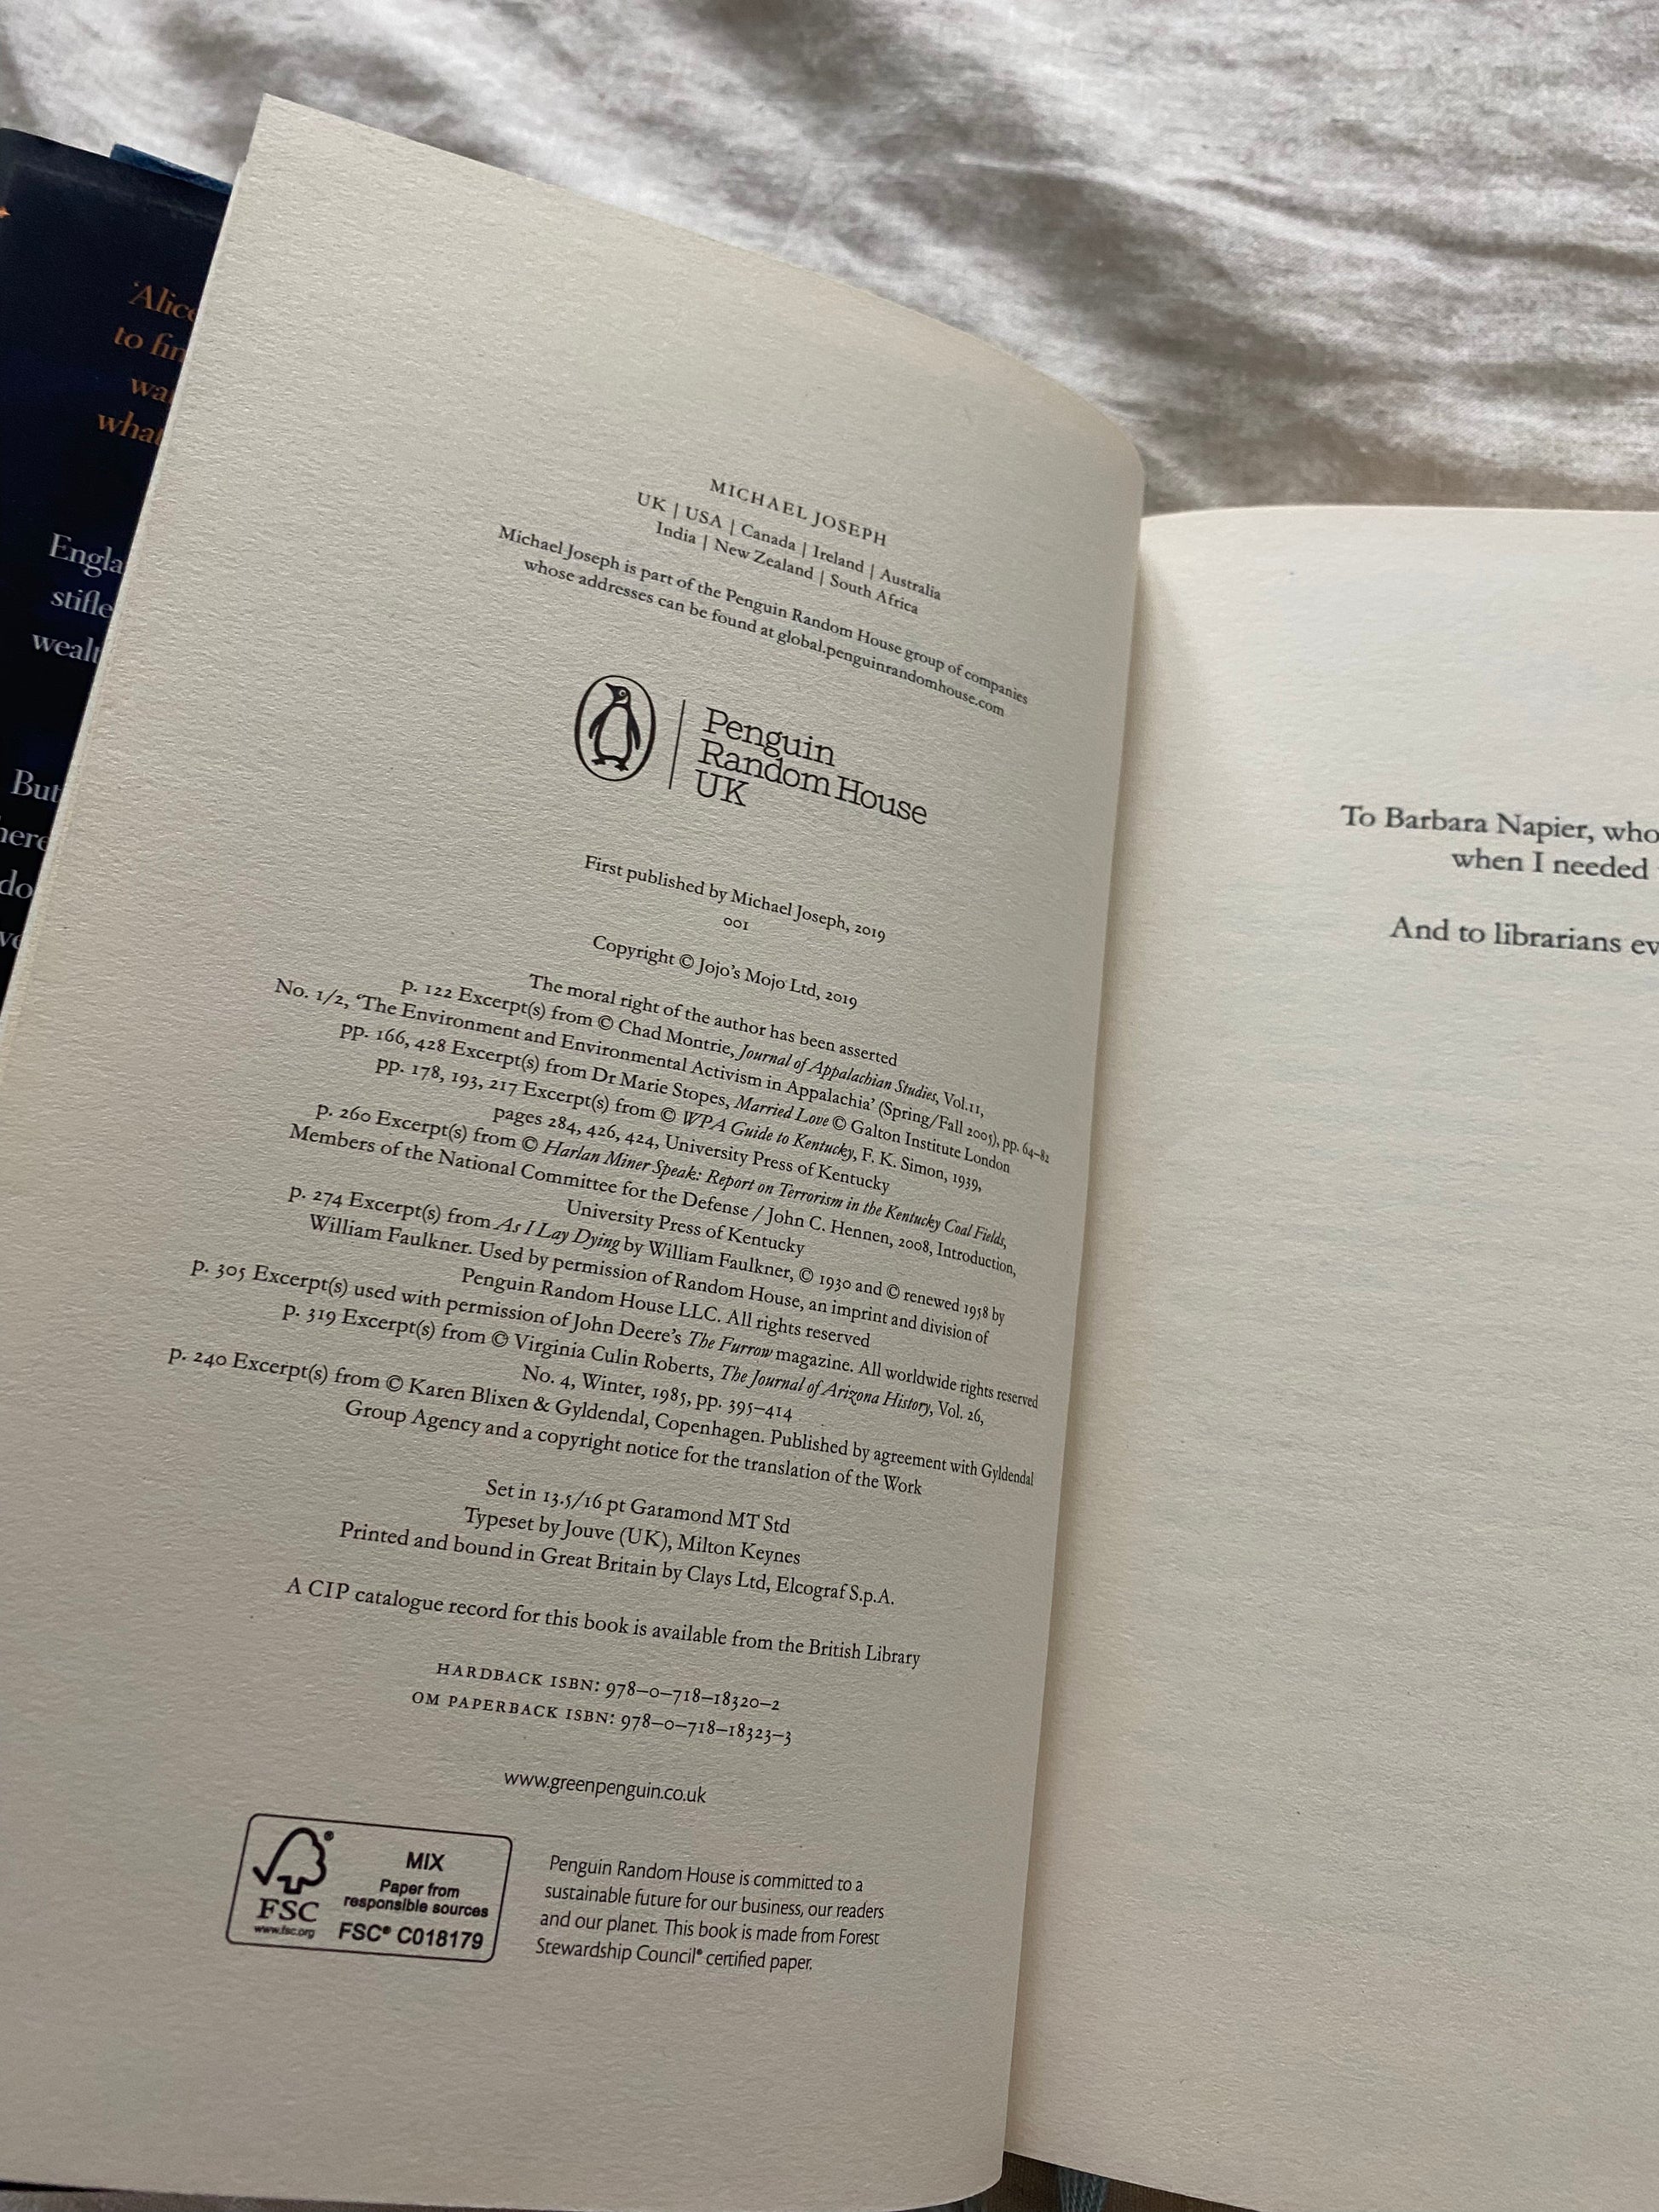 'Alice
to fin
wa
what
Engla
stifle
wealt
But
here
do
MICHAEL JOSEPH
UK | USA | Canada | Ireland | Australia
India | New Zealand | South Africa
Michael Joseph is part of the Penguin Random House group of companies
whose addresses can be found at global.penguinrandomhouse.com
Penguin
Random House
UK
First published by Michael Joseph, 2019
001
Copyright © Jojo's Mojo Ltd, 2019
The moral right of the author has been asserted
p. 122 Excerpt(s) from © Chad Montrie, Journal of Appalachian Studies, Vol.11,
No. 1/2, 'The Environment and Environmental Activism in Appalachia' (Spring/Fall 2005), pp. 64–82
pp. 166, 428 Excerpt(s) from Dr Marie Stopes, Married Love © Galton Institute London
pp. 178, 193, 217 Excerpt(s) from © WPA Guide to Kentucky, F. K. Simon, 1939,
pages 284, 426, 424, University Press of Kentucky
p. 260 Excerpt(s) from © Harlan Miner Speak: Report on Terrorism in the Kentucky Coal Fields,
Members of the National Committee for the Defense / John C. Hennen, 2008, Introduction,
University Press of Kentucky
p. 274 Excerpt(s) from As I Lay Dying by William Faulkner, © 1930 and © renewed 1958 by
William Faulkner. Used by permission of Random House, an imprint and division of
Penguin Random House LLC. All rights reserved
p. 305 Excerpt(s) used with permission of John Deere's The Furrow magazine. All worldwide rights reserved
p. 319 Excerpt(s) from © Virginia Culin Roberts, The Journal of Arizona History, Vol. 26,
No. 4, Winter, 1985, pp. 395–414
p. 240 Excerpt(s) from © Karen Blixen & Gyldendal, Copenhagen. Published by agreement with Gyldendal
Group Agency and a copyright notice for the translation of the Work
Set in 13.5/16 pt Garamond MT Std
Typeset by Jouve (UK), Milton Keynes
Printed and bound in Great Britain by Clays Ltd, Elcograf S.p.A.
A CIP catalogue record for this book is available from the British Library
HARDBACK ISBN: 978–0–718–18320–2
OM PAPERBACK ISBN: 978–0–718–18323–3
www.greenpenguin.co.uk
FSC
www.fsc.org
MIX
Paper from
responsible sources
FSC® C018179
Penguin Random House is committed to a
sustainable future for our business, our readers
and our planet. This book is made from Forest
Stewardship Council® certified paper.
To Barbara Napier, who
when I needed
And to librarians ev